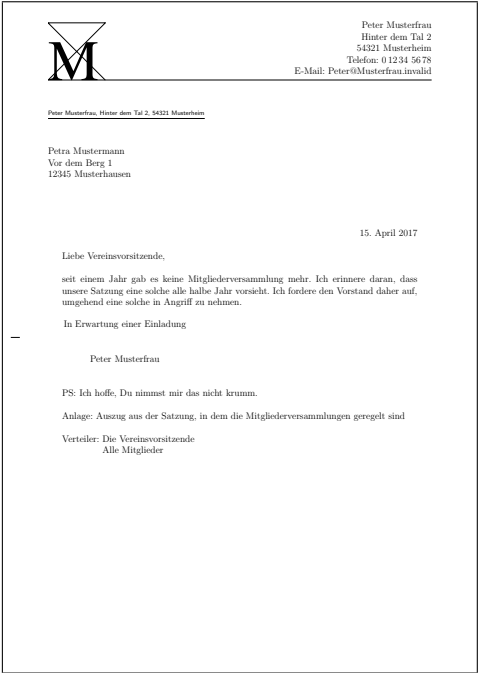 M
Peter Musterfrau
Hinter dem Tal 2
54321 Musterheim
Telefon: 0 12 34 56 78
E-Mail: Peter@Musterfrau.invalid
Peter Musterfrau, Hinter dem Tal 2, 54321 Musterheim
Petra Mustermann
Vor dem Berg 1
12345 Musterhausen
15. April 2017
Liebe Vereinsvorsitzende,
seit einem Jahr gab es keine Mitgliederversammlung mehr. Ich erinnere daran, dass
unsere Satzung eine solche alle halbe Jahr vorsieht. Ich fordere den Vorstand daher auf,
umgehend eine solche in Angriff zu nehmen.
In Erwartung einer Einladung
Peter Musterfrau
PS: Ich hoffe, Du nimmst mir das nicht krumm.
Anlage: Auszug aus der Satzung, in dem die Mitgliederversammlungen geregelt sind
Verteiler: Die Vereinsvorsitzende
Alle Mitglieder